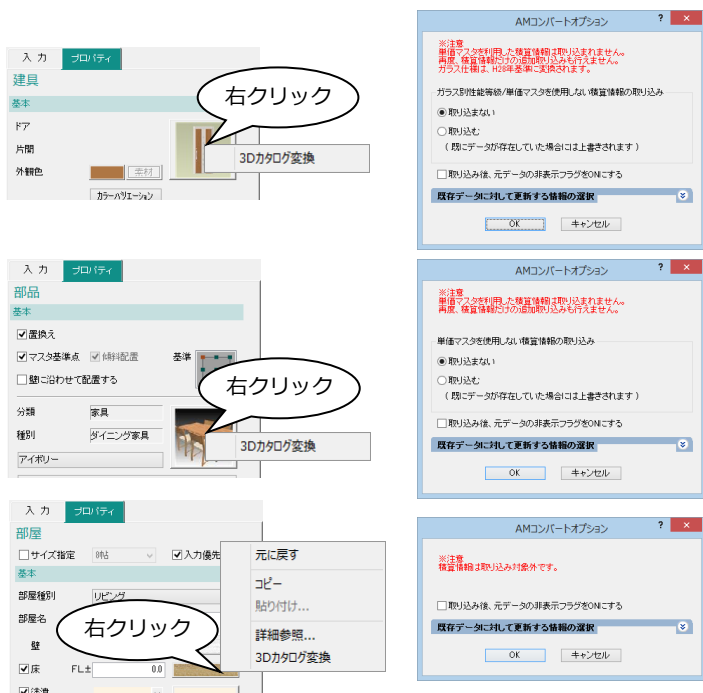 入 力 プロパティ
建具
基本
ドア
片開
外観色 素材
カラーバリエーション
右クリック
3Dカタログ変換
AMコンバートオプション ? ×
※注意
単価マスタを利用した積算情報は取り込まれません。
再度、積算情報だけの追加取り込みも行えません。
ガラス仕様は、H28年基準に変換されます。
ガラス別性能等級/単価マスタを使用しない積算情報の取り込み
取り込まない
取り込む
( 既にデータが存在していた場合には上書きされます )
取り込み後、元データの非表示フラグをONにする
既存データに対して更新する情報の選択
OK キャンセル
入 力 プロパティ
部品
基本
置換え
マスタ基準点 傾斜配置 基準
壁に沿わせて配置する
分類 家具
種別 ダイニング家具
アイボリー
右クリック
3Dカタログ変換
AMコンバートオプション ? ×
※注意
単価マスタを利用した積算情報は取り込まれません。
再度、積算情報だけの追加取り込みも行えません。
単価マスタを使用しない積算情報の取り込み
取り込まない
取り込む
( 既にデータが存在していた場合には上書きされます )
取り込み後、元データの非表示フラグをONにする
既存データに対して更新する情報の選択
OK キャンセル
入 力 プロパティ
部屋
サイズ指定 8帖 入力優先
基本
部屋種別 リビング
部屋名
壁
床 FL± 0.0
右クリック
元に戻す
コピー
貼り付け...
詳細参照...
3Dカタログ変換
AMコンバートオプション ? ×
※注意
積算情報は取り込み対象外です。
取り込み後、元データの非表示フラグをONにする
既存データに対して更新する情報の選択
OK キャンセル